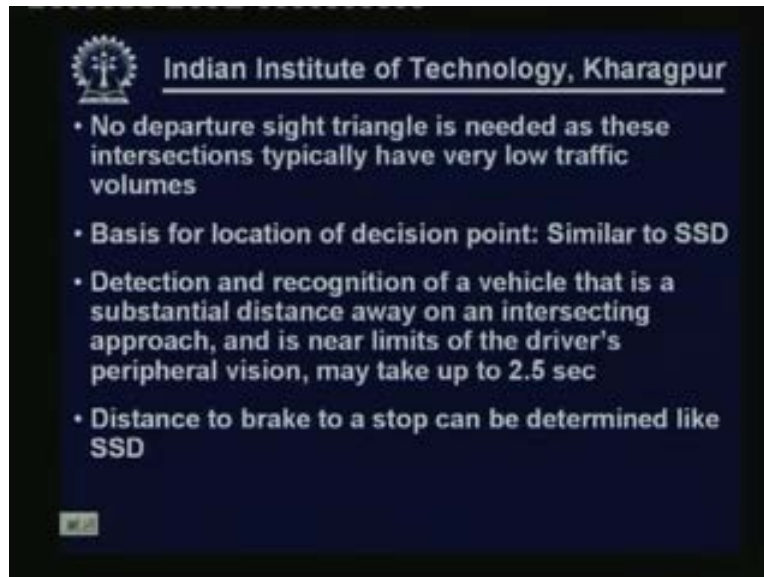 Indian Institute of Technology, Kharagpur
• No departure sight triangle is needed as these
intersections typically have very low traffic
volumes
• Basis for location of decision point: Similar to SSD
• Detection and recognition of a vehicle that is a
substantial distance away on an intersecting
approach, and is near limits of the driver's
peripheral vision, may take up to 2.5 sec
• Distance to brake to a stop can be determined like
SSD